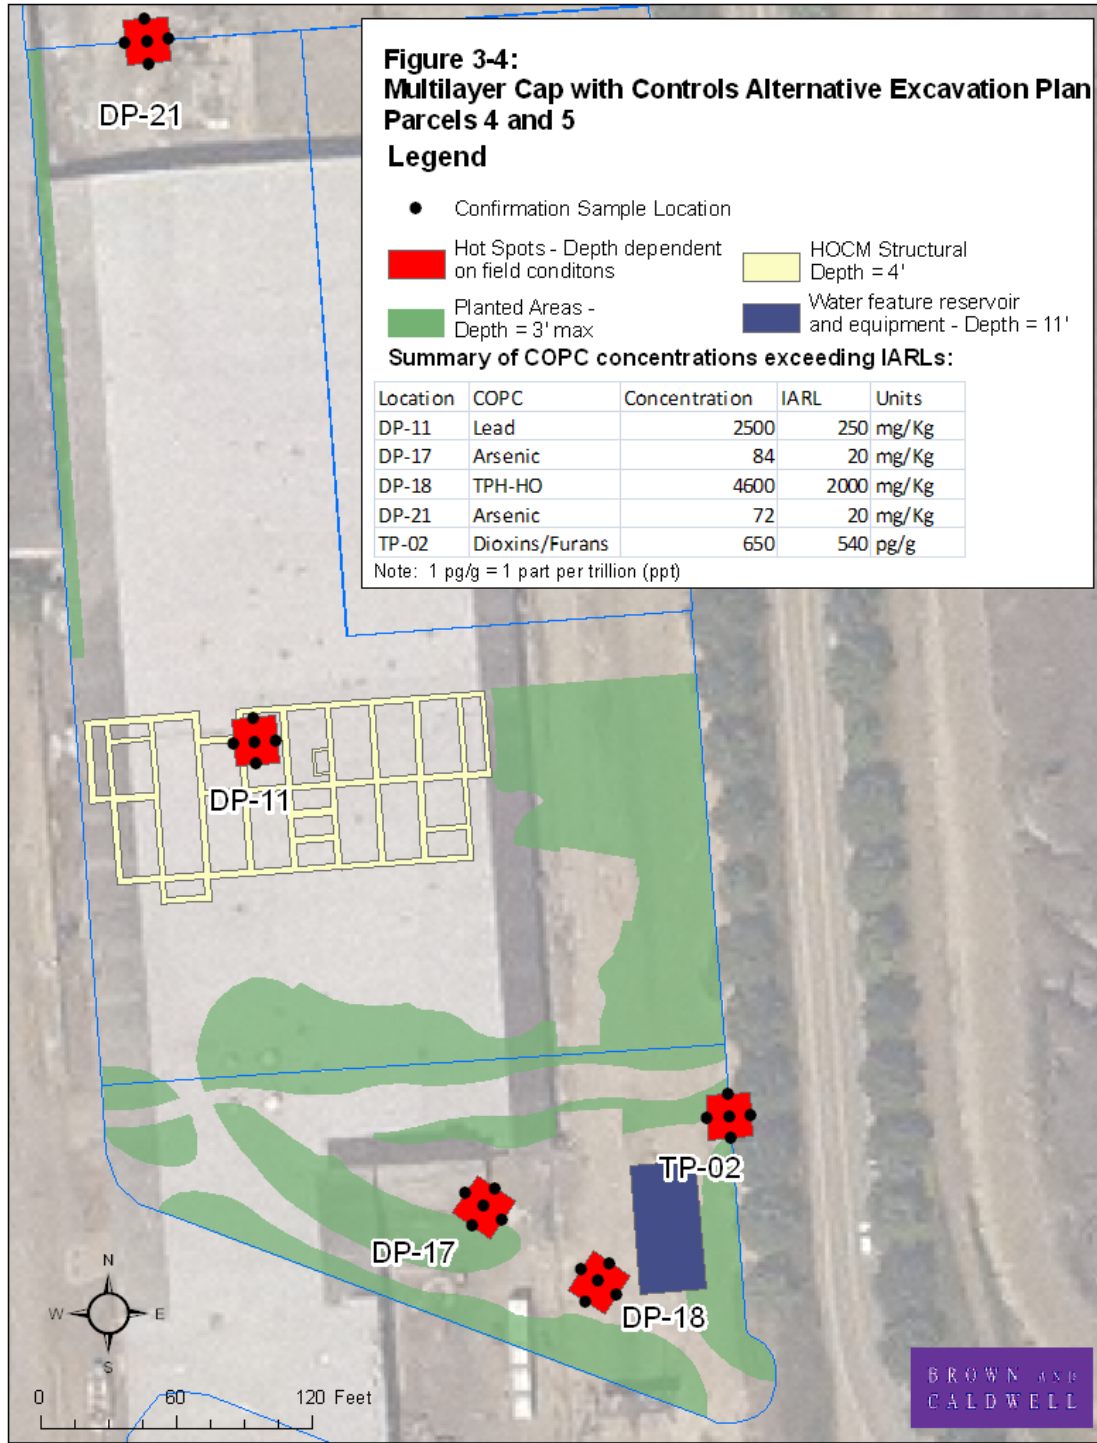 Figure 3-4:
Multilayer Cap with Controls Alternative Excavation Plan
Parcels 4 and 5
Legend
Confirmation Sample Location
Hot Spots - Depth dependent
on field conditons
HOCM Structural
Depth = 4'
Planted Areas -
Depth = 3' max
Water feature reservoir
and equipment - Depth = 11'
Summary of COPC concentrations exceeding IARLs:
Location COPC Concentration IARL Units
DP-11 Lead 2500 250 mg/Kg
DP-17 Arsenic 84 20 mg/Kg
DP-18 TPH-HO 4600 2000 mg/Kg
DP-21 Arsenic 72 20 mg/Kg
TP-02 Dioxins/Furans 650 540 pg/g
Note: 1 pg/g = 1 part per trillion (ppt)
DP-21
DP-11
TP-02
DP-17
DP-18
N
W E
S
0 60 120 Feet
BROWN AND
CALDWELL